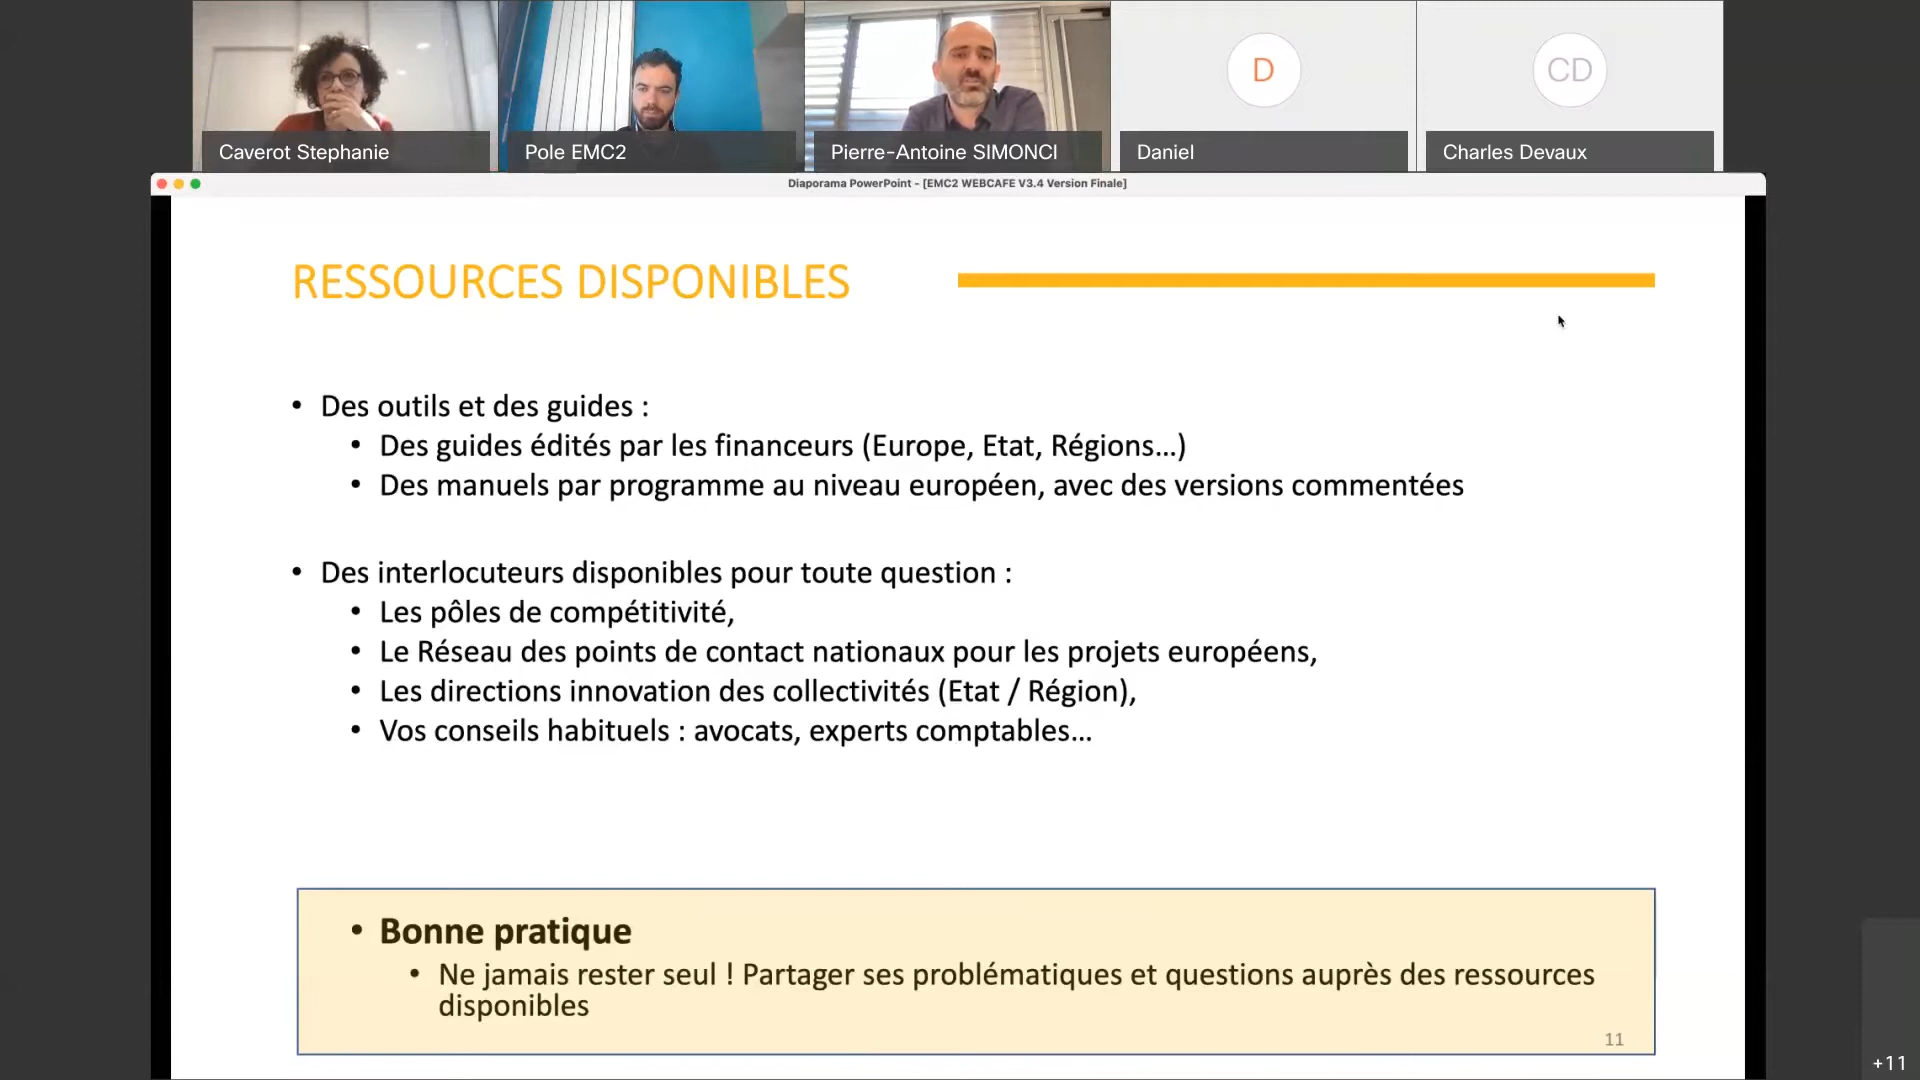 Caverot Stephanie
Pole EMC2
Pierre-Antoine SIMONCI
D
Daniel
CD
Charles Devaux
Diaporama PowerPoint - [EMC2 WEBCAFE V3.4 Version Finale]
RESSOURCES DISPONIBLES
• Des outils et des guides :
• Des guides édités par les financeurs (Europe, Etat, Régions...)
• Des manuels par programme au niveau européen, avec des versions commentées
• Des interlocuteurs disponibles pour toute question :
• Les pôles de compétitivité,
• Le Réseau des points de contact nationaux pour les projets européens,
• Les directions innovation des collectivités (Etat / Région),
• Vos conseils habituels : avocats, experts comptables...
• Bonne pratique
• Ne jamais rester seul ! Partager ses problématiques et questions auprès des ressources
disponibles
11
+11